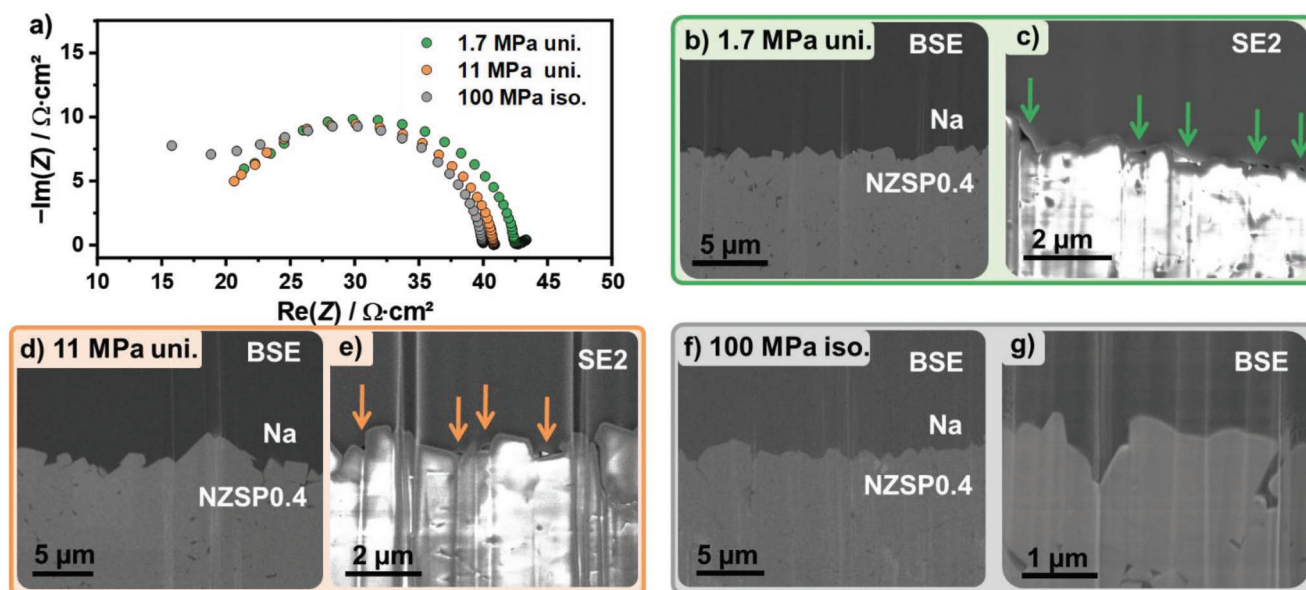 a)
17.5
15
10
5
0
−Im(Z) / Ω·cm²
1.7 MPa uni.
11 MPa uni.
100 MPa iso.
10 15 20 25 30 35 40 45 50
Re(Z) / Ω·cm²
b) 1.7 MPa uni.
BSE
Na
NZSP0.4
5 µm
c)
SE2
2 µm
d) 11 MPa uni.
BSE
Na
NZSP0.4
5 µm
e)
SE2
2 µm
f) 100 MPa iso.
BSE
Na
NZSP0.4
5 µm
g)
BSE
1 µm